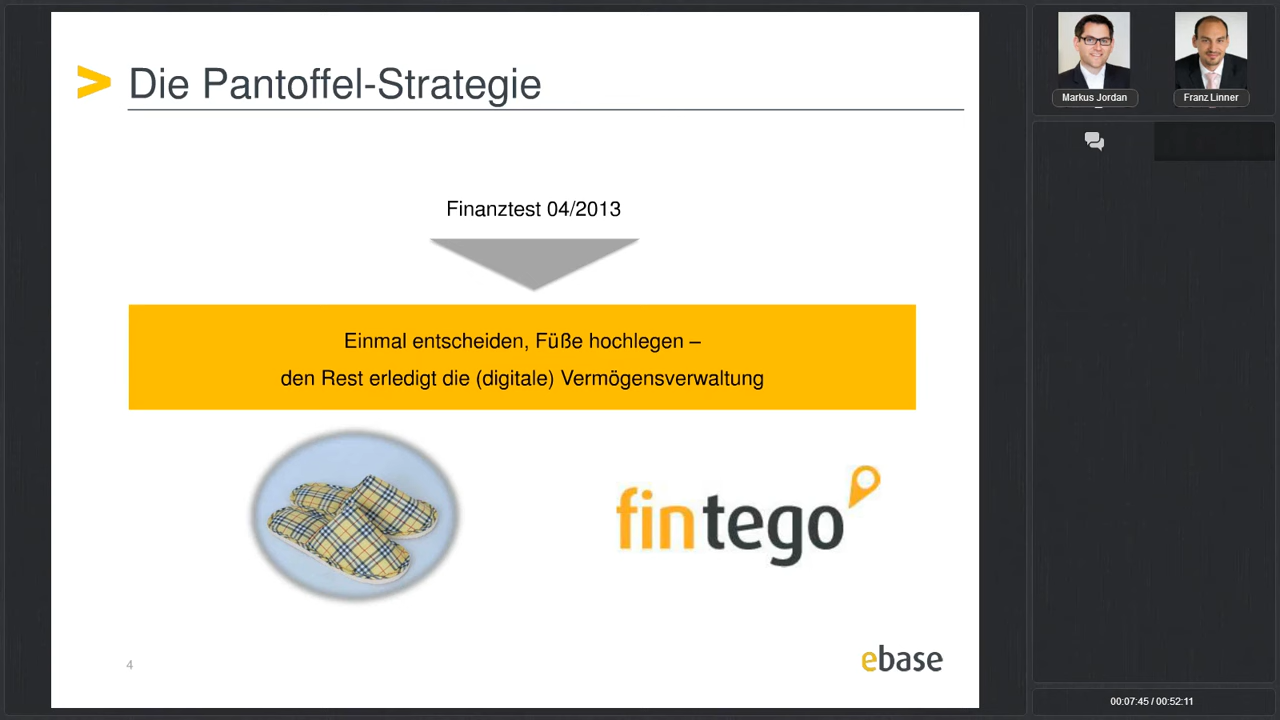 Die Pantoffel-Strategie
Finanztest 04/2013
Einmal entscheiden, Füße hochlegen –
den Rest erledigt die (digitale) Vermögensverwaltung
fintego
4
ebase
Markus Jordan
Franz Linner
00:07:45 / 00:52:11